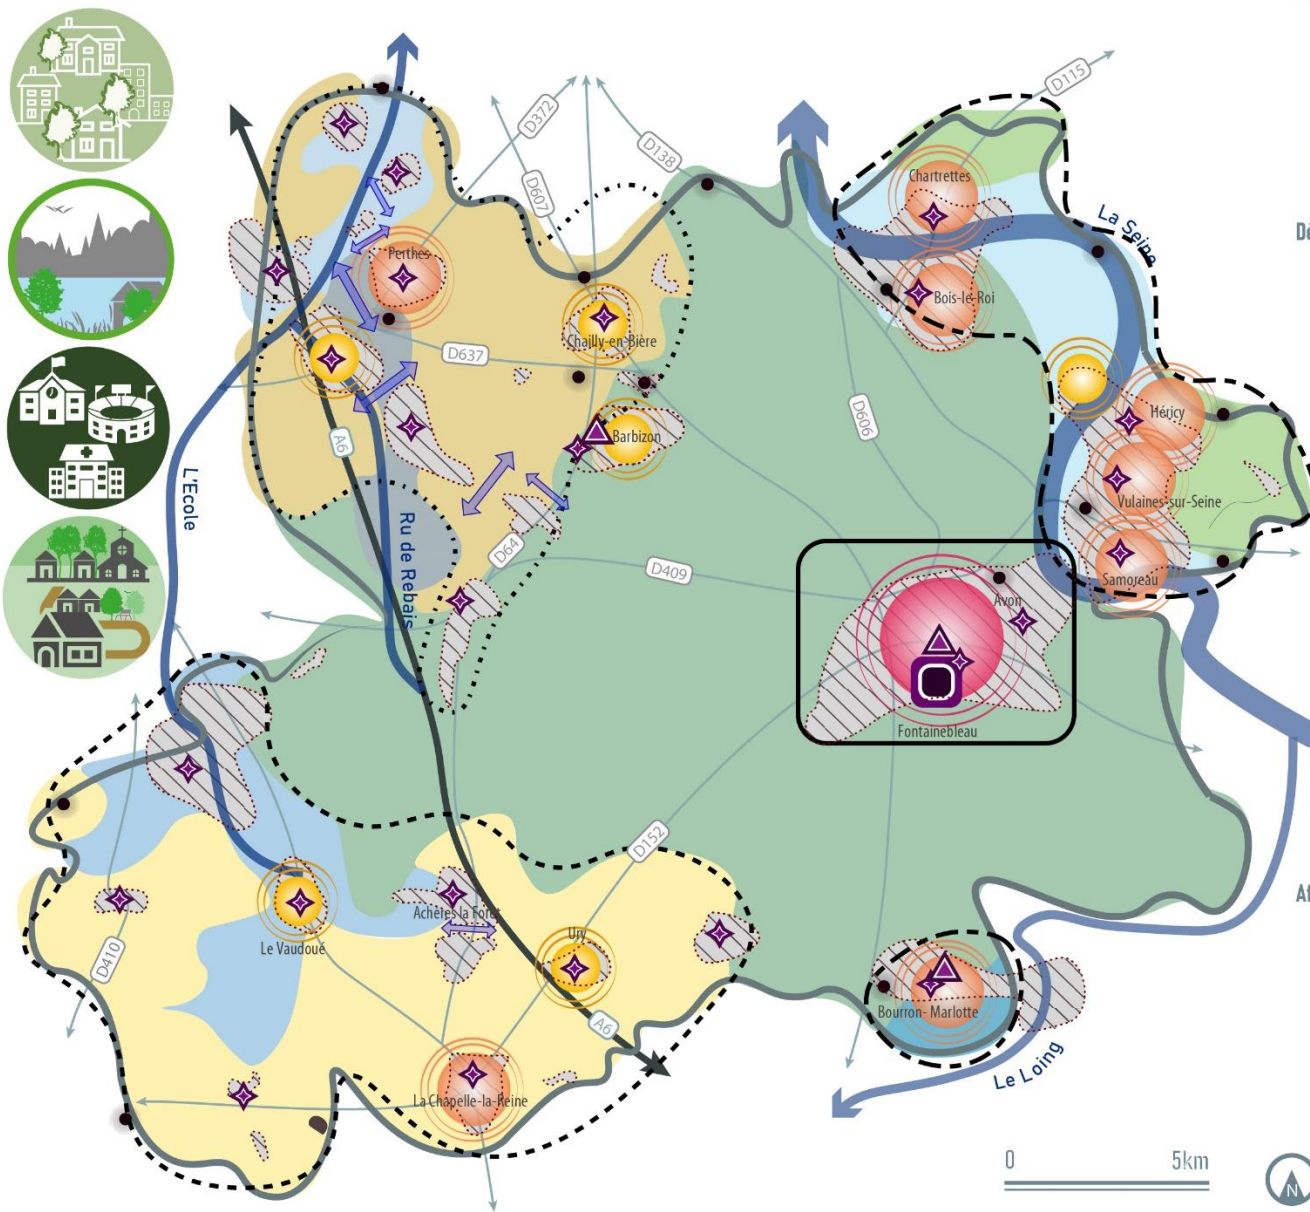 D115
D372
D138
D607
Chartrettes
La Seine
Dé
Perthes
Bois-le-Roi
Chailly-en-Bière
D637
D606
Héricy
A6
Barbizon
L'Ecole
Vulaines-sur-Seine
Ru de Rebais
D64
D409
Samoreau
Avon
Fontainebleau
D152
Af
Achères la Forêt
Ury
Le Vaudoué
D410
Bourron- Marlotte
A6
Le Loing
La Chapelle-la-Reine
0 5km
N